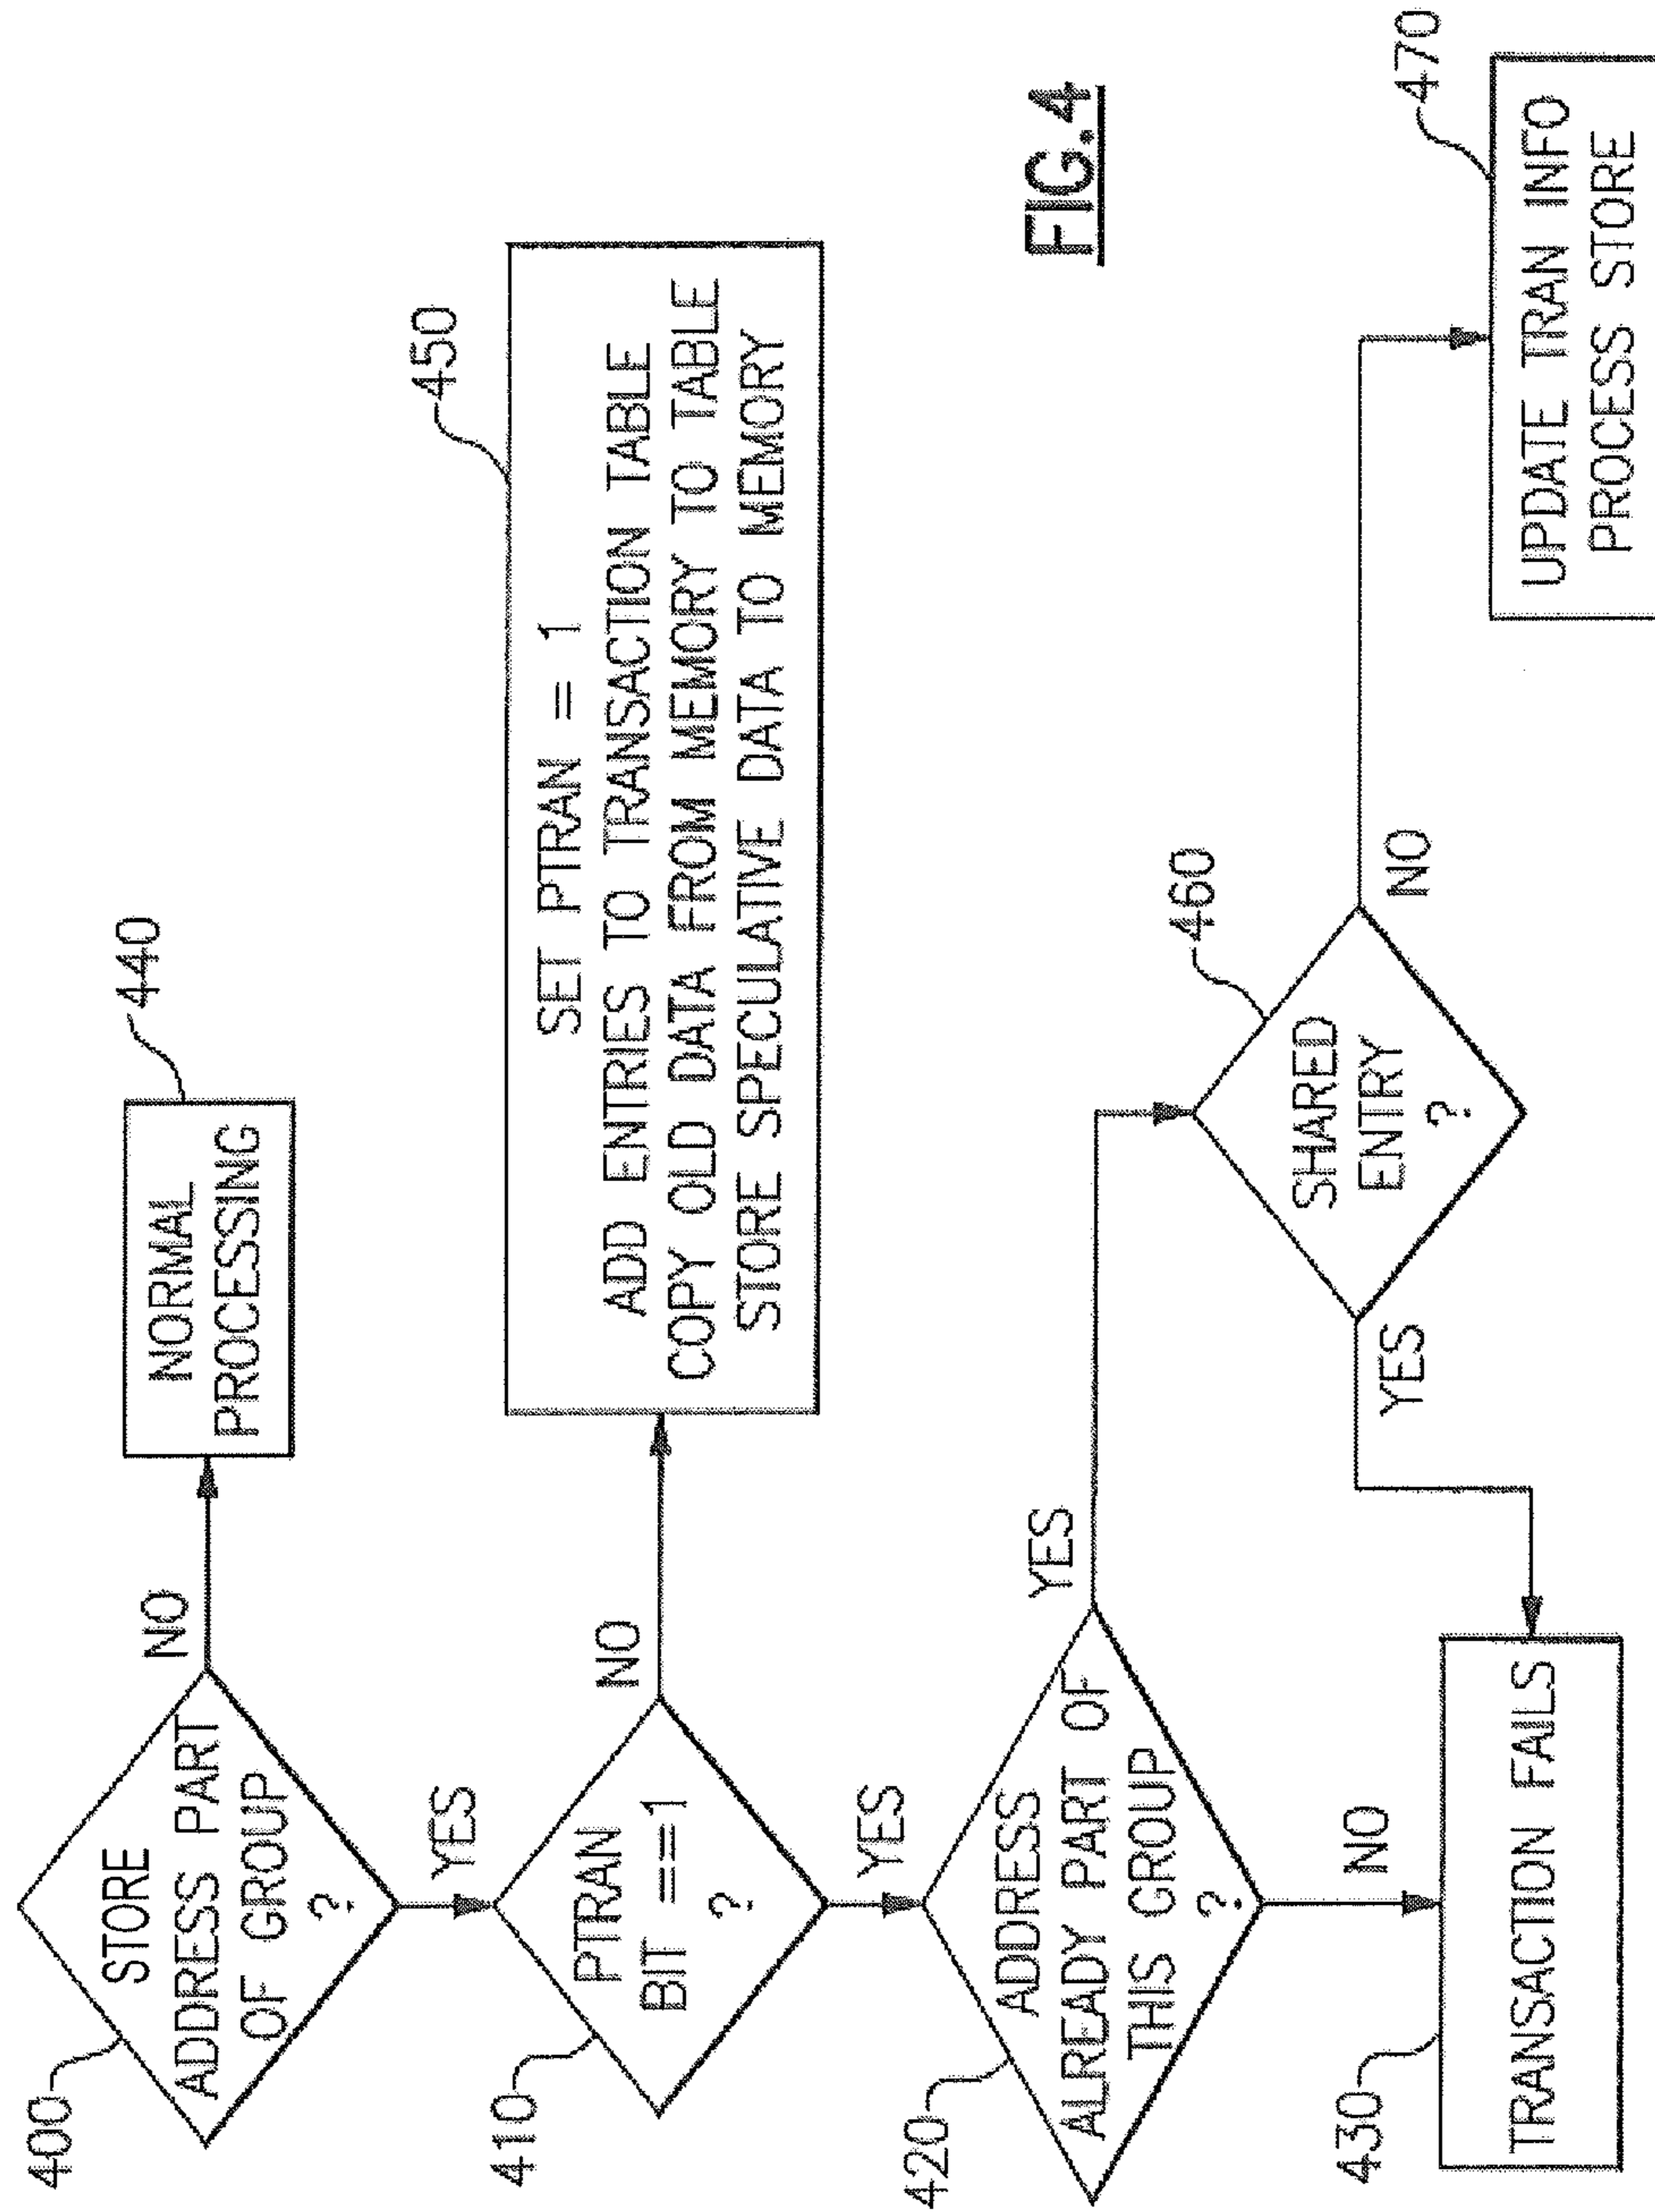 400
STORE
ADDRESS PART
OF GROUP
?
NO
440
NORMAL
PROCESSING
YES
410
PTRAN
BIT ==1
?
NO
450
SET PTRAN = 1
ADD ENTRIES TO TRANSACTION TABLE
COPY OLD DATA FROM MEMORY TO TABLE
STORE SPECULATIVE DATA TO MEMORY
YES
420
ADDRESS
ALREADY PART OF
THIS GROUP
?
YES
460
SHARED
ENTRY
?
NO
YES
NO
430
TRANSACTION FAILS
470
UPDATE TRAN INFO
PROCESS STORE
FIG.4